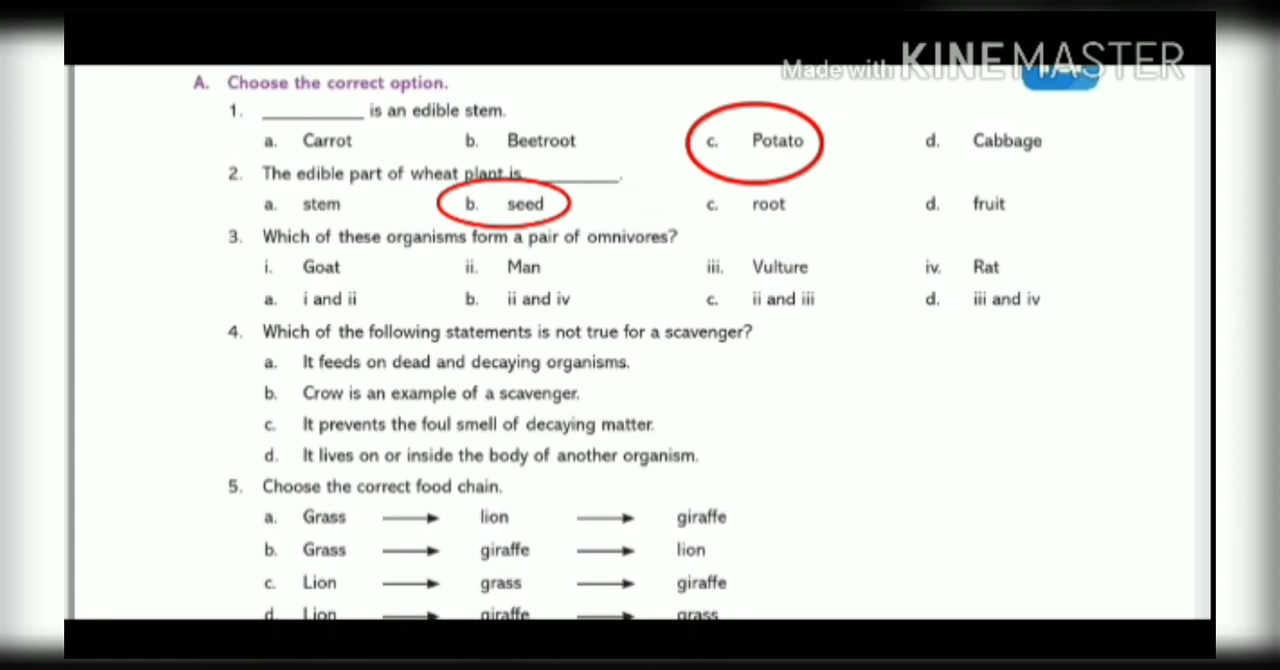 Made with KINEMASTER
A. Choose the correct option.
1. __________ is an edible stem.
a. Carrot b. Beetroot c. Potato d. Cabbage
2. The edible part of wheat plant is __________.
a. stem b. seed c. root d. fruit
3. Which of these organisms form a pair of omnivores?
i. Goat ii. Man iii. Vulture iv. Rat
a. i and ii b. ii and iv c. ii and iii d. iii and iv
4. Which of the following statements is not true for a scavenger?
a. It feeds on dead and decaying organisms.
b. Crow is an example of a scavenger.
c. It prevents the foul smell of decaying matter.
d. It lives on or inside the body of another organism.
5. Choose the correct food chain.
a. Grass → lion → giraffe
b. Grass → giraffe → lion
c. Lion → grass → giraffe
d. Lion → giraffe → grass